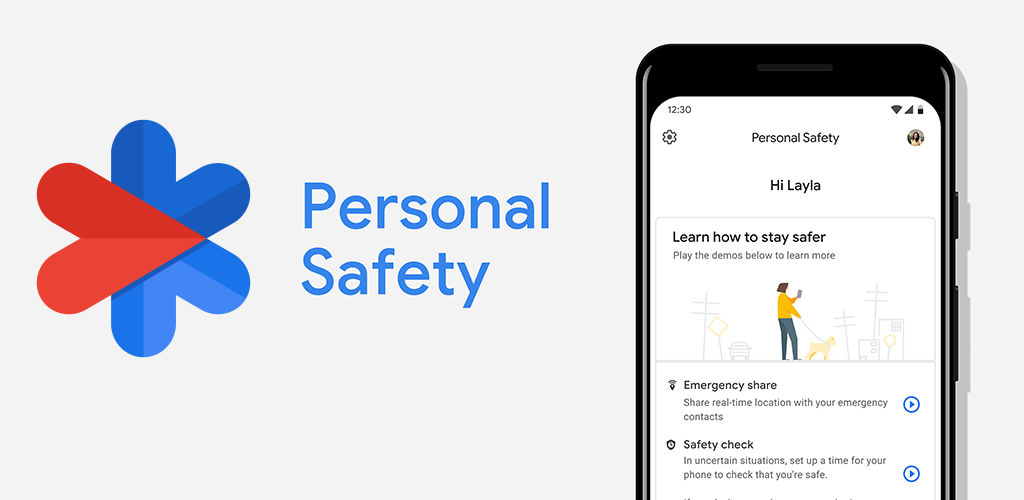 Personal
Safety
12:30
Personal Safety
Hi Layla
Learn how to stay safer
Play the demos below to learn more
Emergency share
Share real-time location with your emergency
contacts
Safety check
In uncertain situations, set up a time for your
phone to check that you're safe.